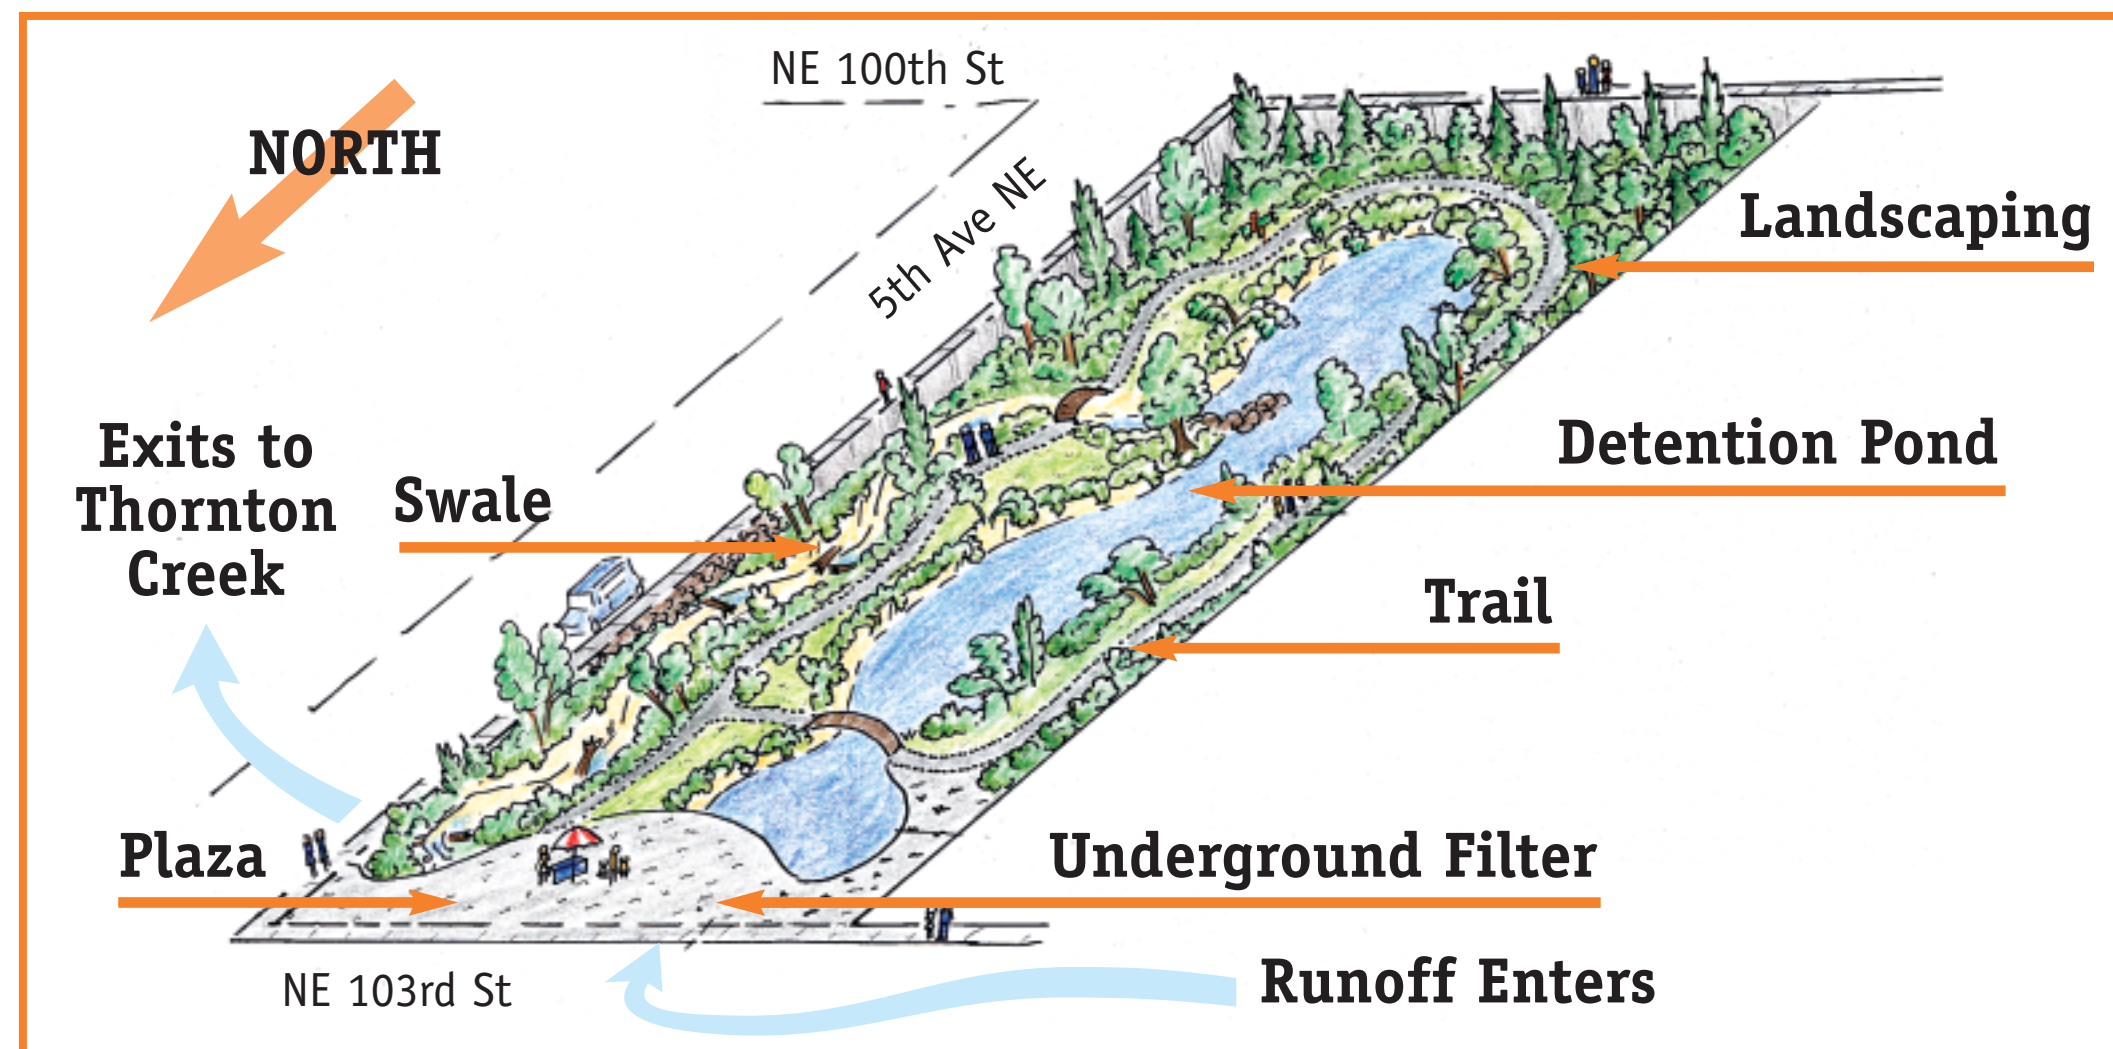 NE 100th St
NORTH
5th Ave NE
Landscaping
Exits to
Thornton
Creek
Swale
Detention Pond
Trail
Plaza
Underground Filter
NE 103rd St
Runoff Enters